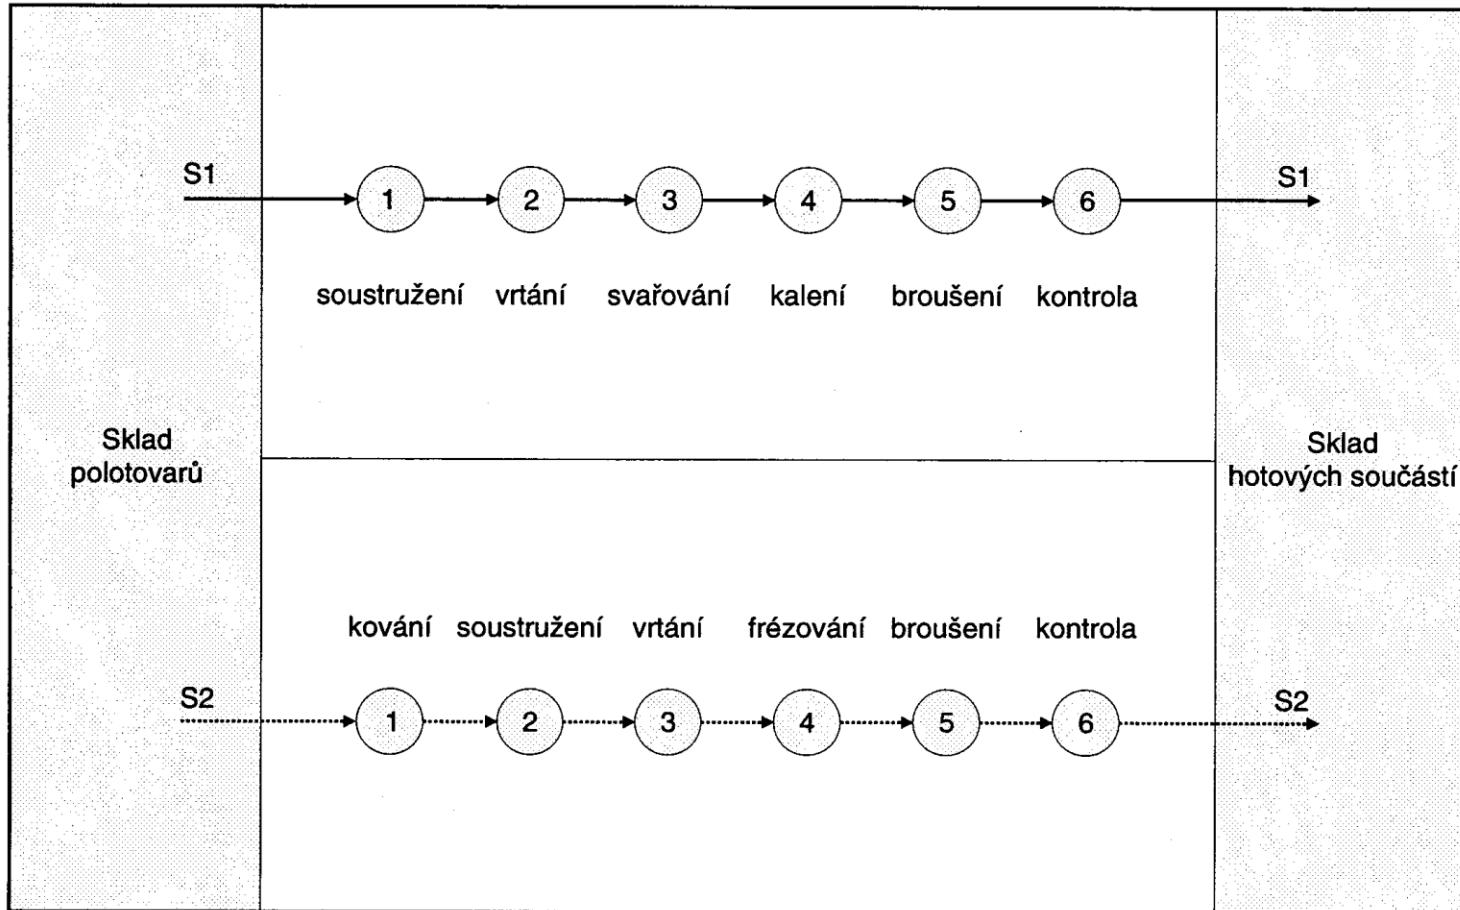 S1
1 2 3 4 5 6
S1
soustružení vrtání svařování kalení broušení kontrola
Sklad
polotovarů
Sklad
hotových součástí
kování soustružení vrtání frézování broušení kontrola
S2
1 2 3 4 5 6
S2